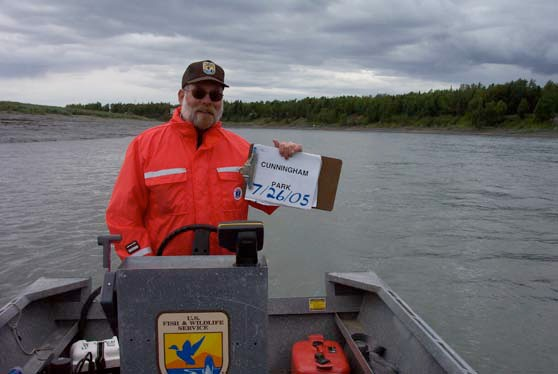 CUNNINGHAM
PARK
7/26/05
U.S.
FISH & WILDLIFE
SERVICE